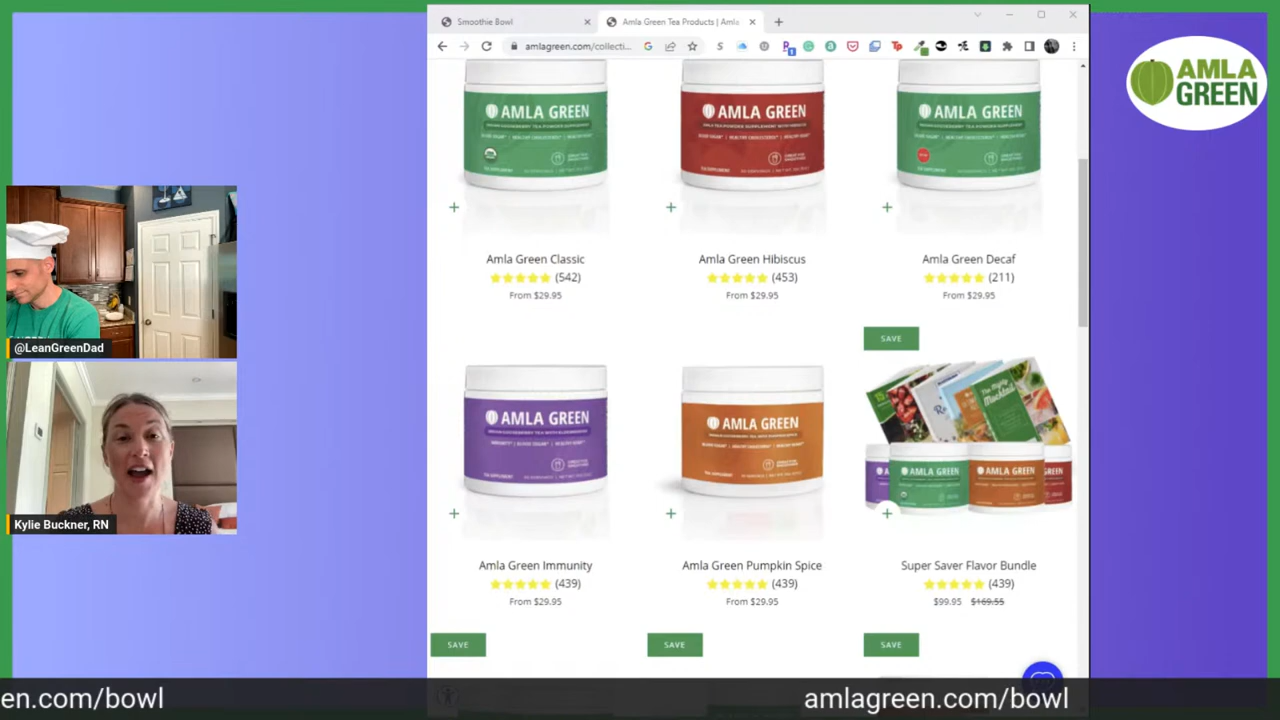 Smoothie Bowl
Amla Green Tea Products | Amla
amlagreen.com/collecti...
AMLA
GREEN
AMLA GREEN
AMLA GREEN
AMLA GREEN
Amla Green Classic
(542)
From $29.95
Amla Green Hibiscus
(453)
From $29.95
Amla Green Decaf
(211)
From $29.95
@LeanGreenDad
Kylie Buckner, RN
SAVE
AMLA GREEN
AMLA GREEN
AMLA GREEN
AMLA GREEN
Amla Green Immunity
(439)
From $29.95
Amla Green Pumpkin Spice
(439)
From $29.95
Super Saver Flavor Bundle
(439)
$99.95 $169.55
SAVE
SAVE
SAVE
en.com/bowl
amlagreen.com/bowl